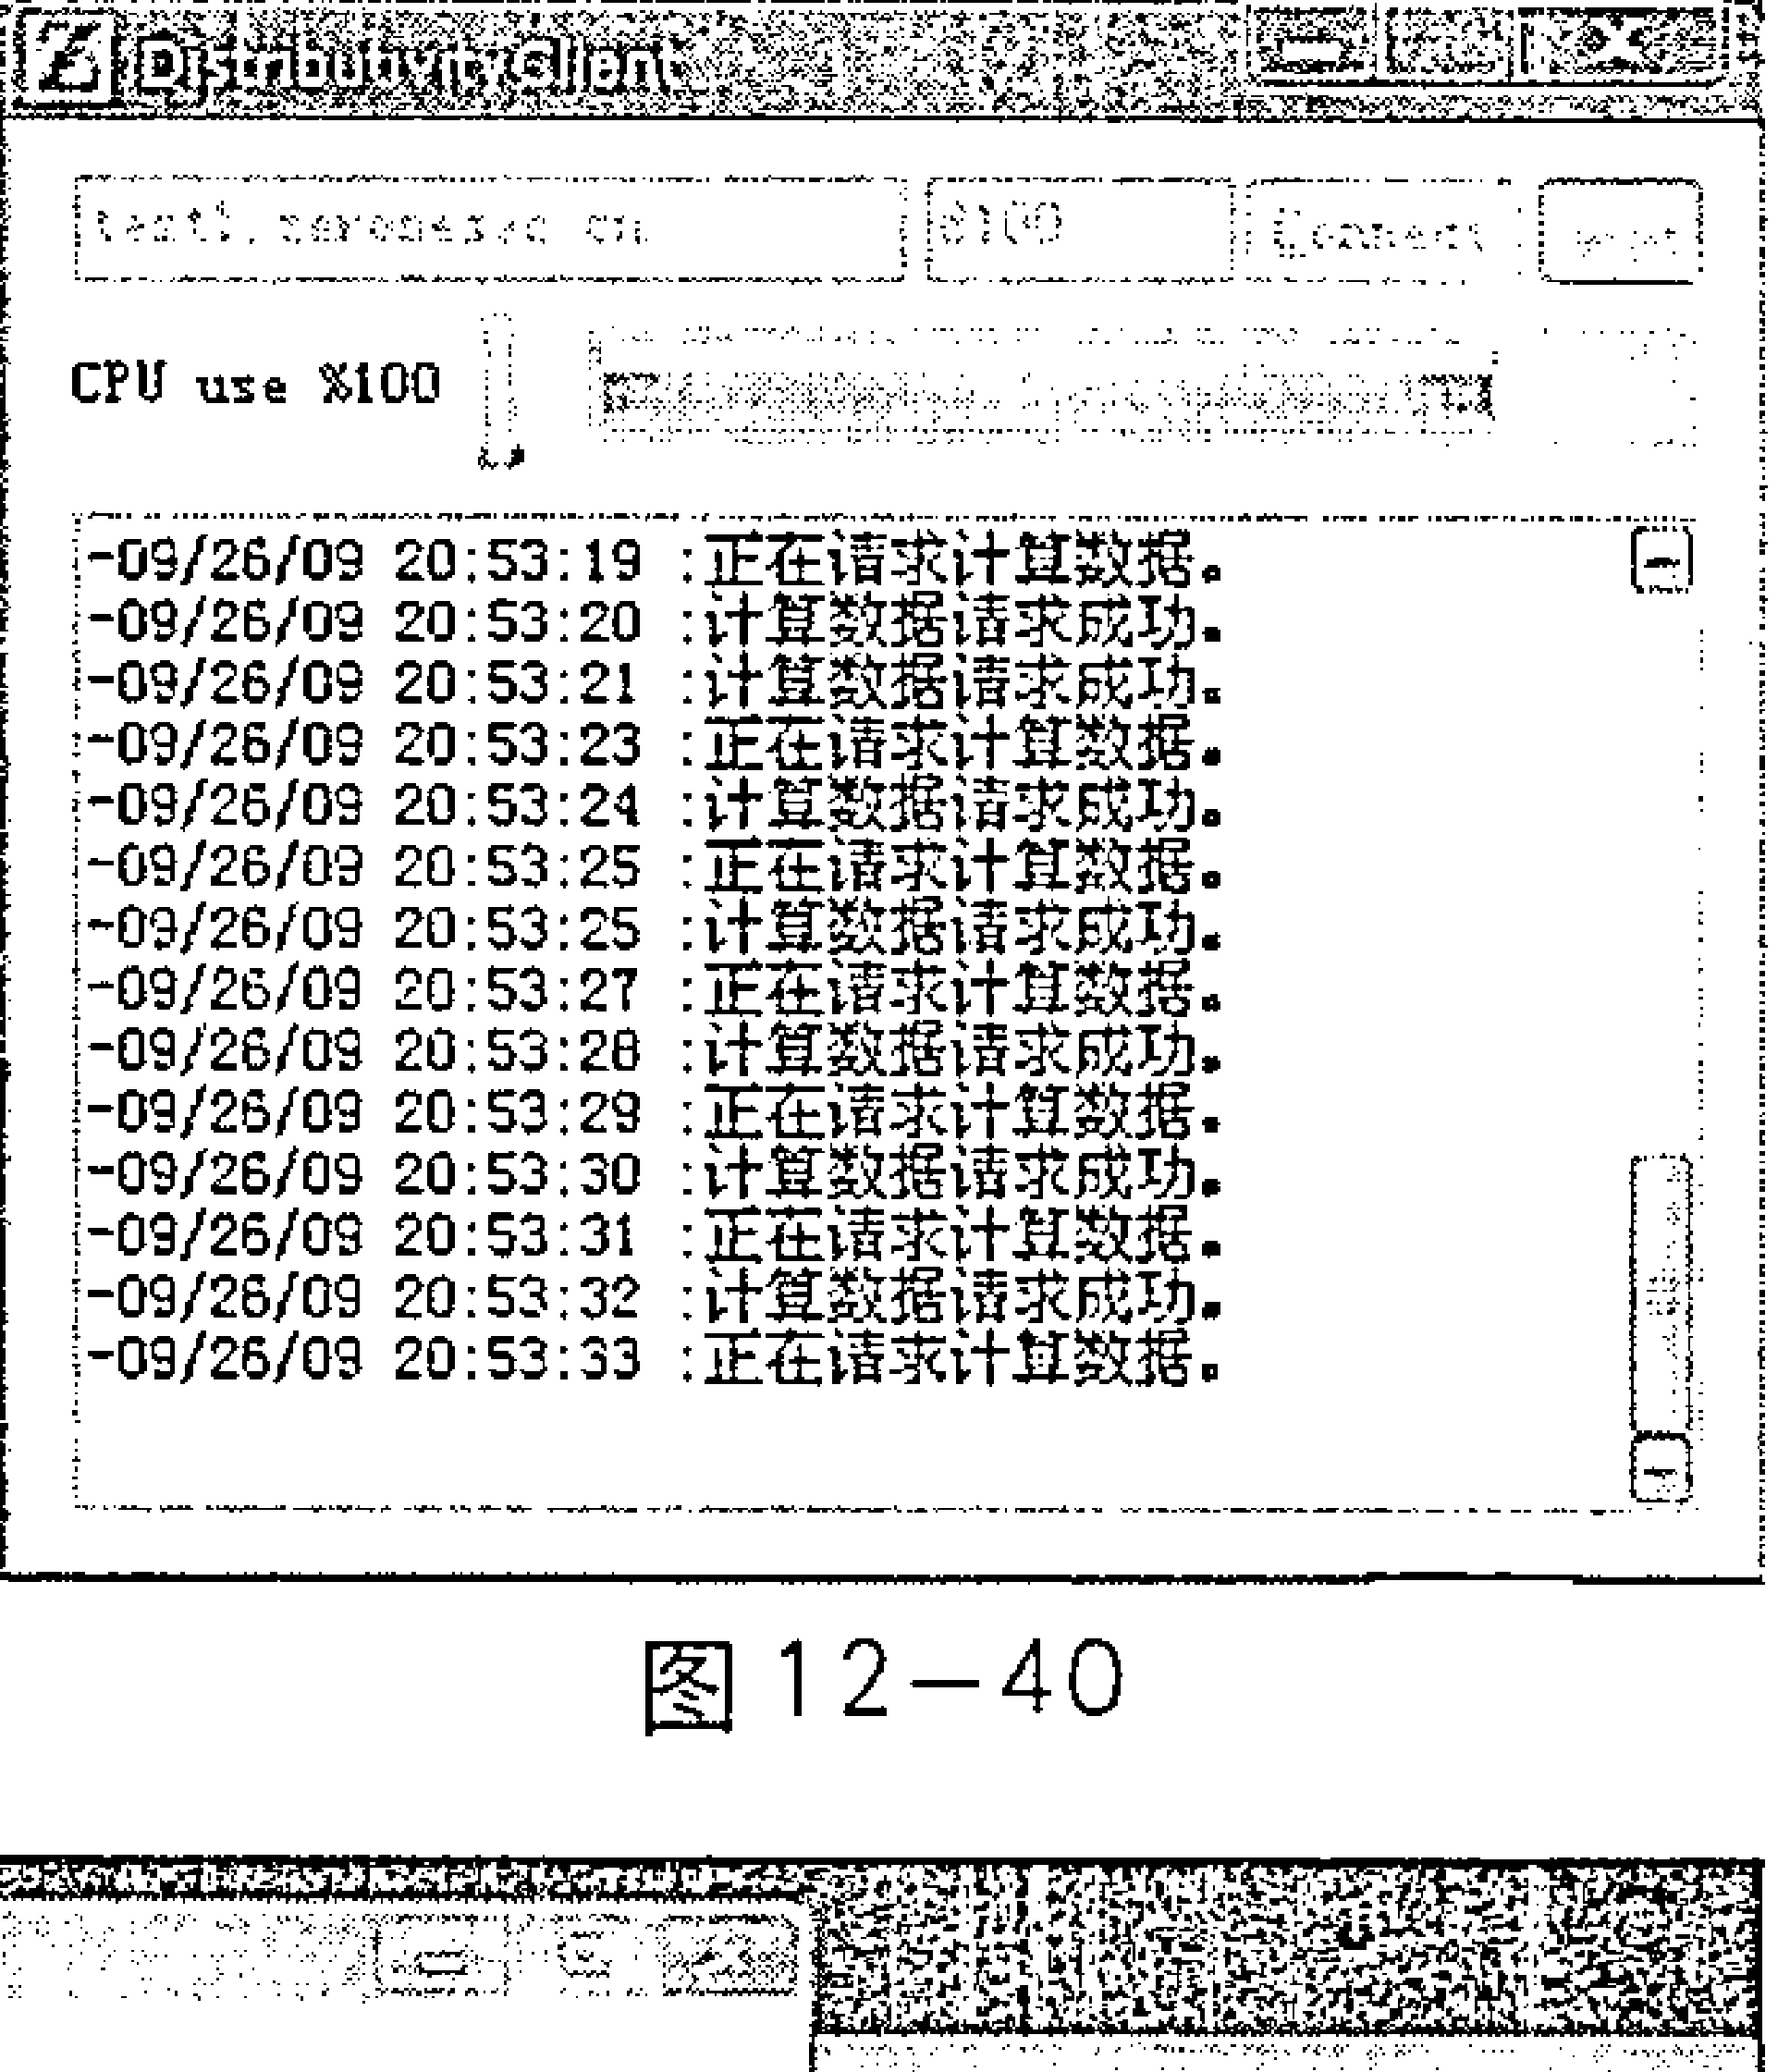 DistributivityClient
CPU use %100
-09/26/09 20:53:19 :正在请求计算数据。
-09/26/09 20:53:20 :计算数据请求成功。
-09/26/09 20:53:21 :计算数据请求成功。
-09/26/09 20:53:23 :正在请求计算数据。
-09/26/09 20:53:24 :计算数据请求成功。
-09/26/09 20:53:25 :正在请求计算数据。
-09/26/09 20:53:25 :计算数据请求成功。
-09/26/09 20:53:27 :正在请求计算数据。
-09/26/09 20:53:28 :计算数据请求成功。
-09/26/09 20:53:29 :正在请求计算数据。
-09/26/09 20:53:30 :计算数据请求成功。
-09/26/09 20:53:31 :正在请求计算数据。
-09/26/09 20:53:32 :计算数据请求成功。
-09/26/09 20:53:33 :正在请求计算数据。
图12-40